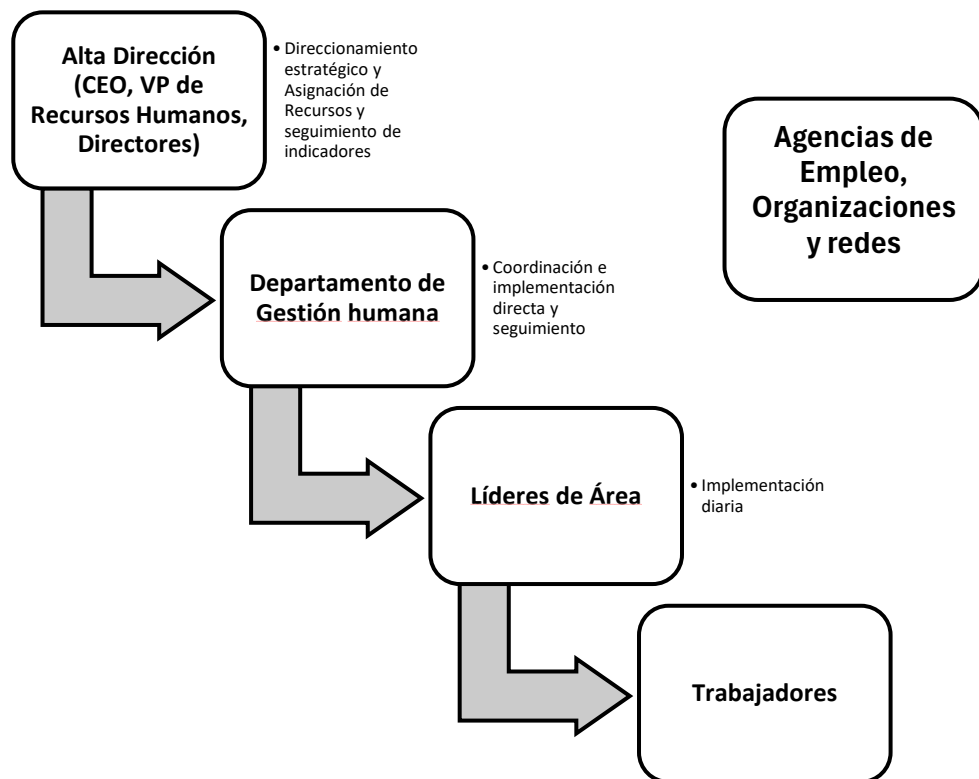 Alta Dirección
(CEO, VP de
Recursos Humanos,
Directores)
• Direccionamiento
estratégico y
Asignación de
Recursos y
seguimiento de
indicadores
Agencias de
Empleo,
Organizaciones
y redes
Departamento de
Gestión humana
• Coordinación e
implementación
directa y
seguimiento
Líderes de Área
• Implementación
diaria
Trabajadores